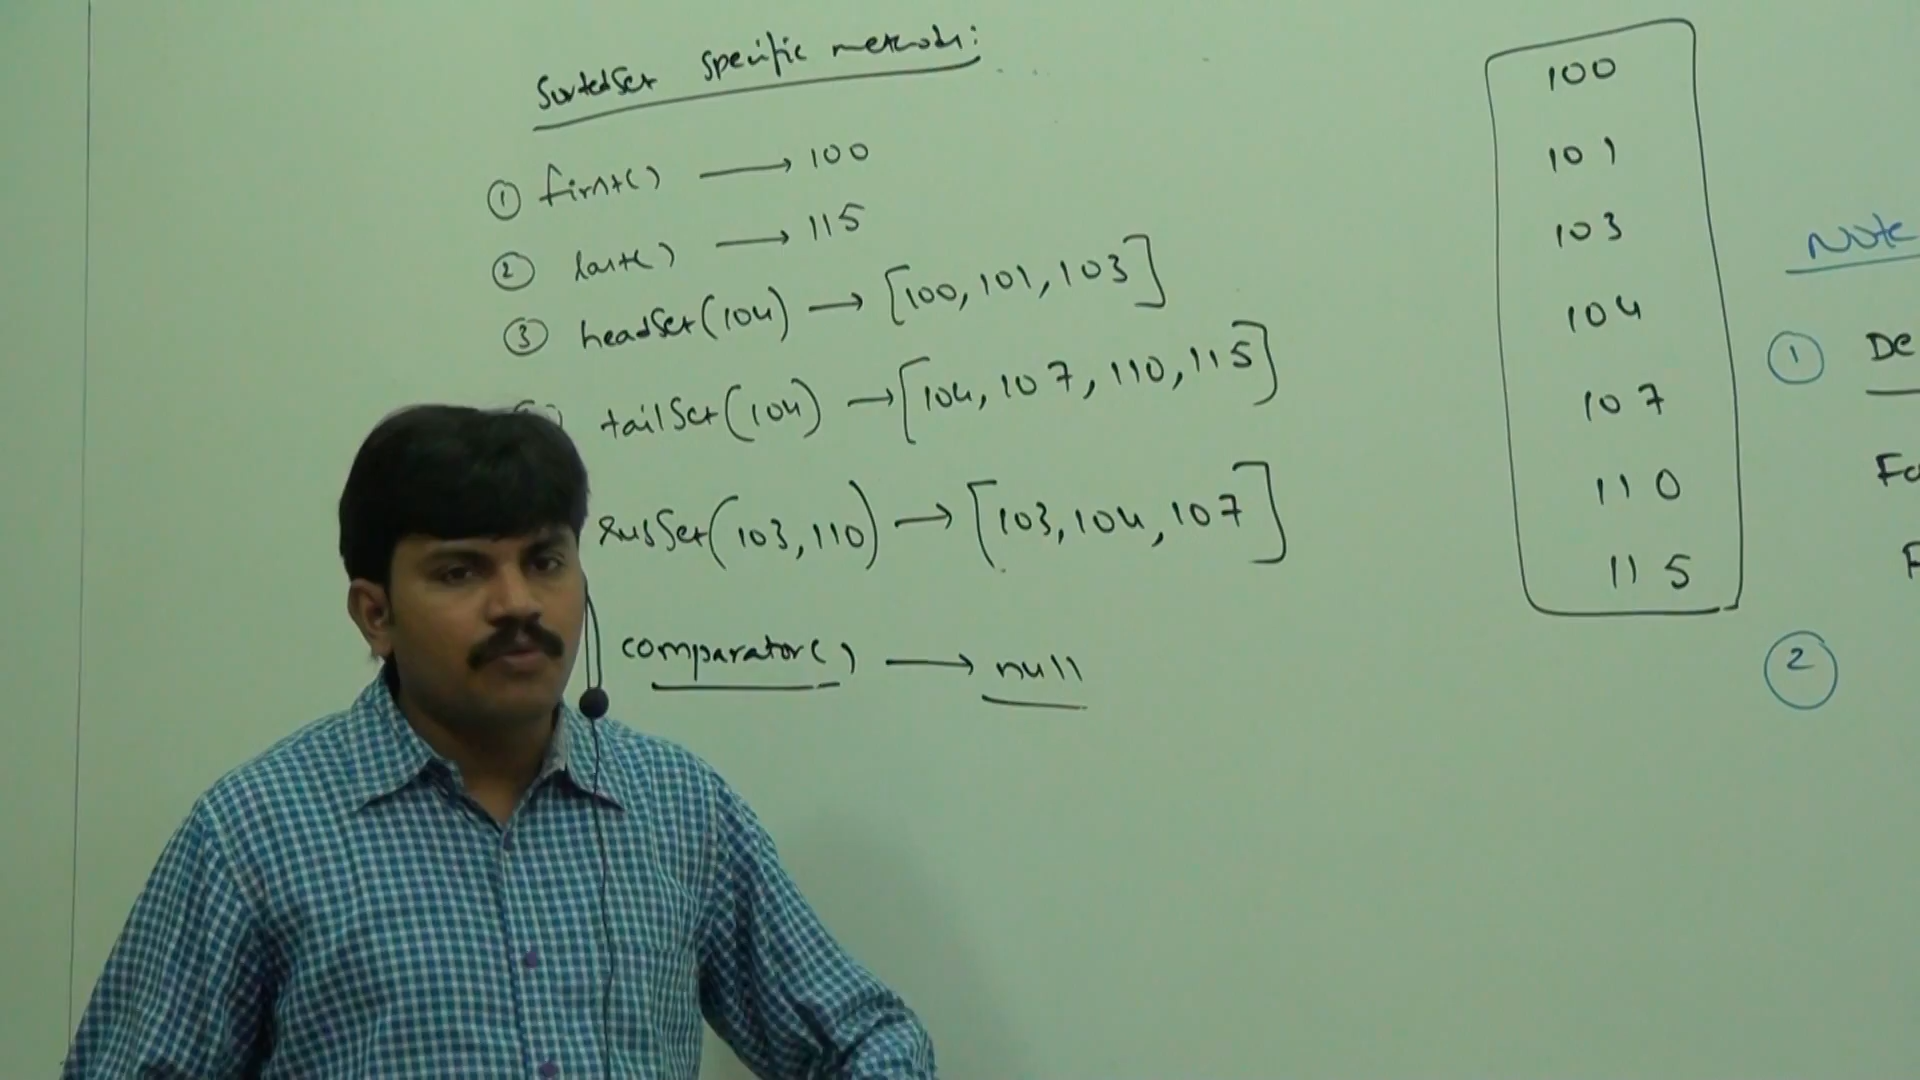 SortedSet specific methods:
① first() → 100
② last() → 115
③ headSet(104) → [100, 101, 103]
tailSet(104) → [104, 107, 110, 115]
subSet(103, 110) → [103, 104, 107]
comparator() → null
100
101
103
104
107
110
115
Note
① De
Fo
②